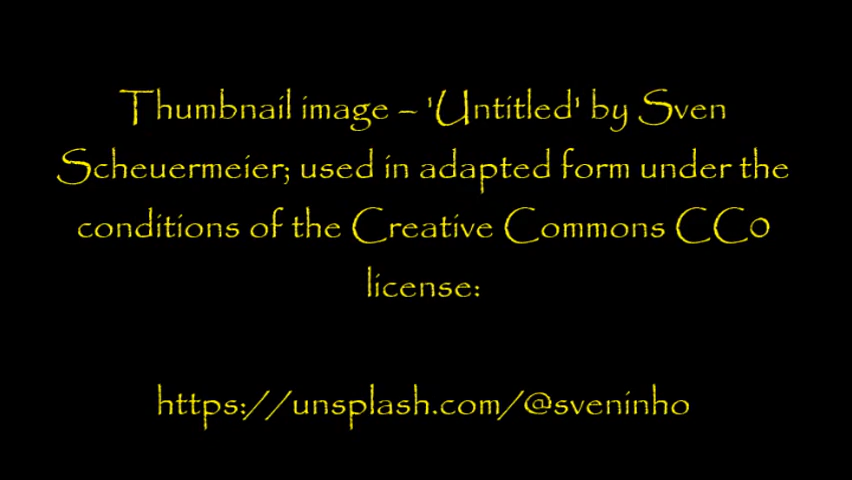 Thumbnail image – 'Untitled' by Sven
Scheuermeier; used in adapted form under the
conditions of the Creative Commons CC0
license:
https://unsplash.com/@sveninho